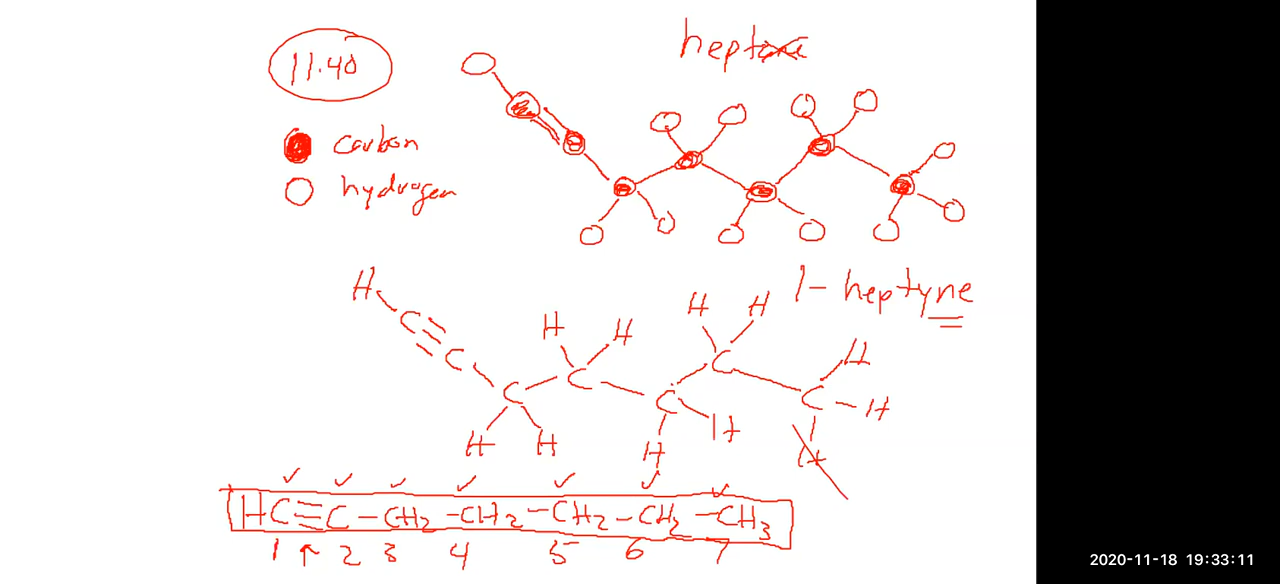 11.40
heptane
carbon
hydrogen
1-heptyne
H
C≡C
H H
C
H H
C
H H
C
H H
C
H H
C
H
H
H
HC≡C-CH2-CH2-CH2-CH2-CH3
1 ↑ 2 3 4 5 6 7
2020-11-18 19:33:11